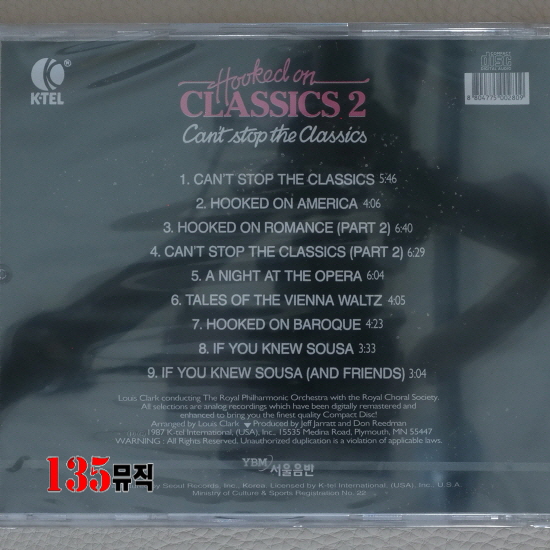 K-TEL
Hooked on
CLASSICS 2
Can't stop the Classics
COMPACT
disc
DIGITAL AUDIO
8 804775 002809
1. CAN'T STOP THE CLASSICS 5:46
2. HOOKED ON AMERICA 4:06
3. HOOKED ON ROMANCE (PART 2) 6:40
4. CAN'T STOP THE CLASSICS (PART 2) 6:29
5. A NIGHT AT THE OPERA 6:04
6. TALES OF THE VIENNA WALTZ 4:05
7. HOOKED ON BAROQUE 4:23
8. IF YOU KNEW SOUSA 3:33
9. IF YOU KNEW SOUSA (AND FRIENDS) 3:04
Louis Clark conducting The Royal Philharmonic Orchestra with the Royal Choral Society.
All selections are analog recordings which have been digitally remastered and
enhanced to bring you the finest quality Compact Disc!
Arranged by Louis Clark ♥ Produced by Jeff Jarratt and Don Reedman
1987 K-tel International, (USA), Inc., 15535 Medina Road, Plymouth, MN 55447
WARNING: All Rights Reserved. Unauthorized duplication is a violation of applicable laws.
YBM 서울음반
135뮤직
by Seoul Records, Inc., Korea. Licensed by K-tel International, (USA), Inc., U.S.A.
Ministry of Culture & Sports Registration No. 22